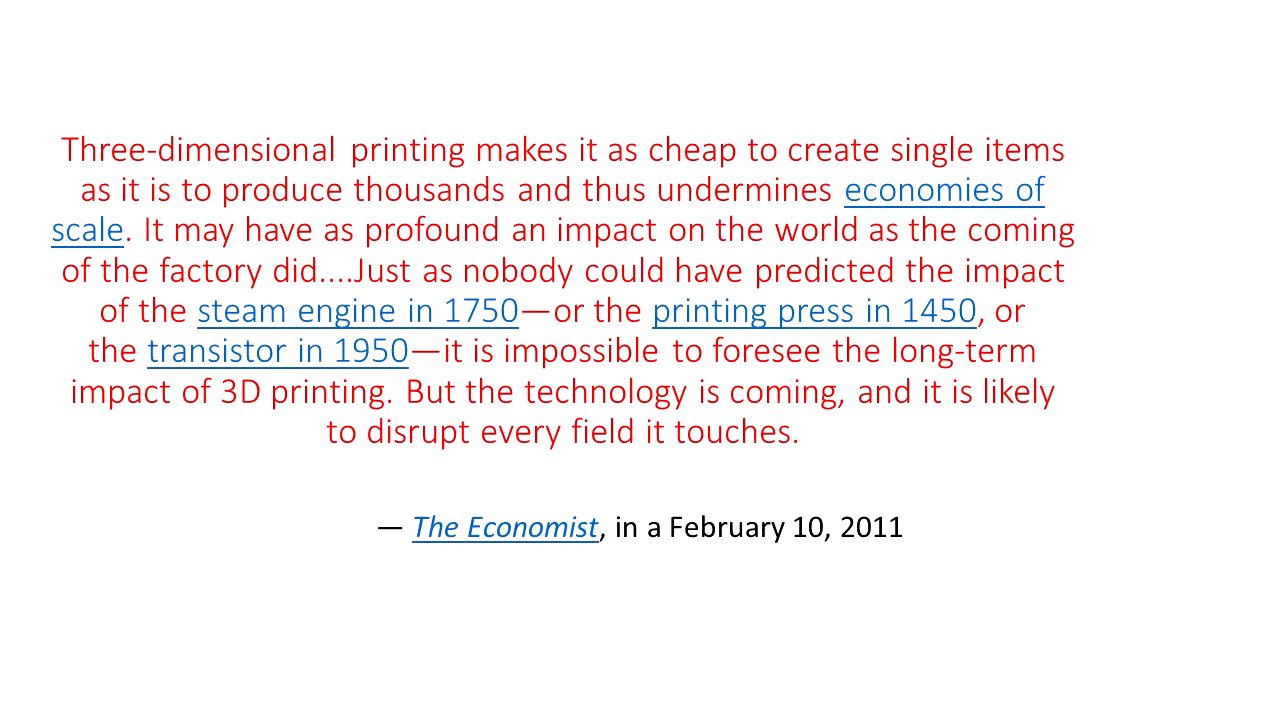 Three-dimensional printing makes it as cheap to create single items
as it is to produce thousands and thus undermines economies of
scale. It may have as profound an impact on the world as the coming
of the factory did....Just as nobody could have predicted the impact
of the steam engine in 1750—or the printing press in 1450, or
the transistor in 1950—it is impossible to foresee the long-term
impact of 3D printing. But the technology is coming, and it is likely
to disrupt every field it touches.
— The Economist, in a February 10, 2011